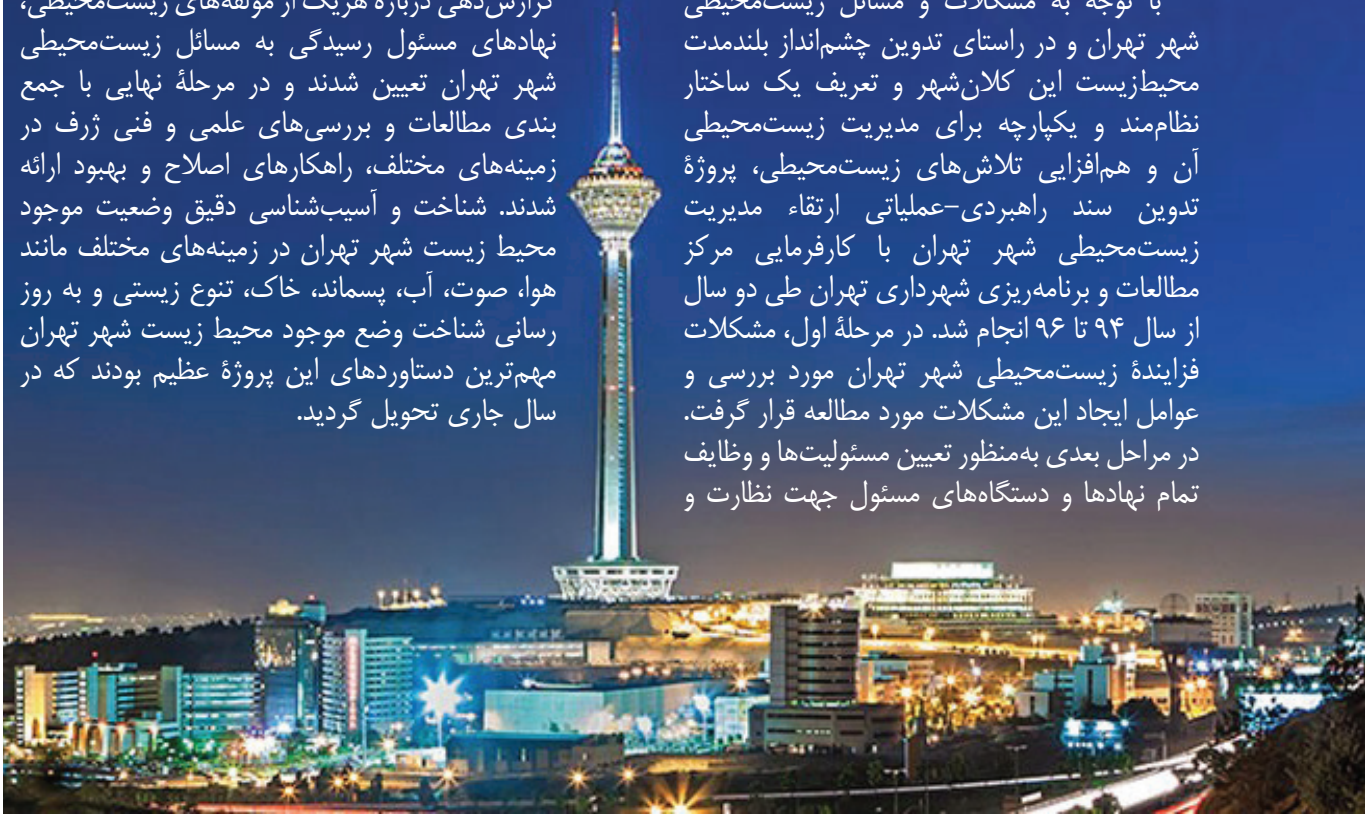 با توجه به مشکلات و مسائل زیست‌محیطی
شهر تهران و در راستای تدوین چشم‌انداز بلندمدت
محیط‌زیست این کلان‌شهر و تعریف یک ساختار
نظام‌مند و یکپارچه برای مدیریت زیست‌محیطی
آن و هم‌افزایی تلاش‌های زیست‌محیطی، پروژۀ
تدوین سند راهبردی-عملیاتی ارتقاء مدیریت
زیست‌محیطی شهر تهران با کارفرمایی مرکز
مطالعات و برنامه‌ریزی شهرداری تهران طی دو سال
از سال ۹۴ تا ۹۶ انجام شد. در مرحلۀ اول، مشکلات
فزایندۀ زیست‌محیطی شهر تهران مورد بررسی و
عوامل ایجاد این مشکلات مورد مطالعه قرار گرفت.
در مراحل بعدی به‌منظور تعیین مسئولیت‌ها و وظایف
تمام نهادها و دستگاه‌های مسئول جهت نظارت و
گزارش‌دهی دربارۀ هریک از مؤلفه‌های زیست‌محیطی،
نهادهای مسئول رسیدگی به مسائل زیست‌محیطی
شهر تهران تعیین شدند و در مرحلۀ نهایی با جمع
بندی مطالعات و بررسی‌های علمی و فنی ژرف در
زمینه‌های مختلف، راهکارهای اصلاح و بهبود ارائه
شدند. شناخت و آسیب‌شناسی دقیق وضعیت موجود
محیط زیست شهر تهران در زمینه‌های مختلف مانند
هوا، صوت، آب، پسماند، خاک، تنوع زیستی و به روز
رسانی شناخت وضع موجود محیط زیست شهر تهران
مهم‌ترین دستاوردهای این پروژۀ عظیم بودند که در
سال جاری تحویل گردید.